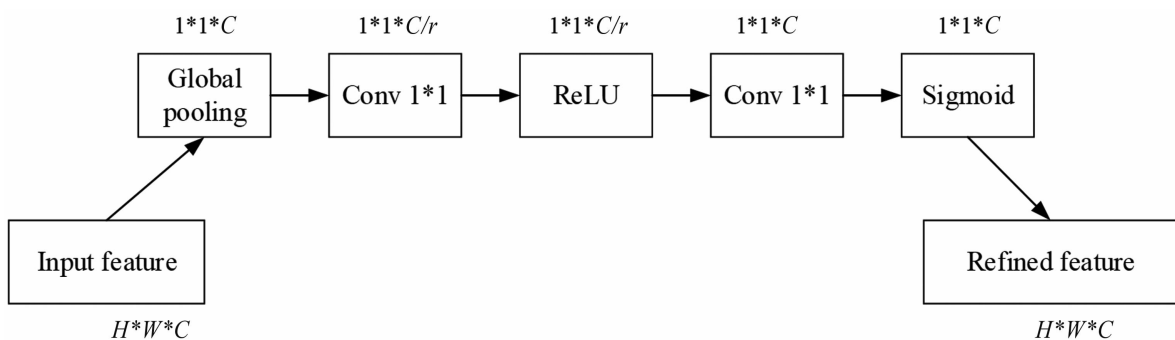 1*1*C
1*1*C/r
1*1*C/r
1*1*C
1*1*C
Global
pooling
Conv 1*1
ReLU
Conv 1*1
Sigmoid
Input feature
Refined feature
H*W*C
H*W*C